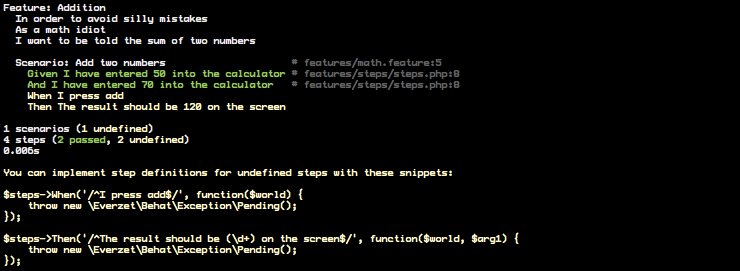 Feature: Addition
  In order to avoid silly mistakes
  As a math idiot
  I want to be told the sum of two numbers

  Scenario: Add two numbers                     # features/math.feature:5
    Given I have entered 50 into the calculator # features/steps/steps.php:8
    And I have entered 70 into the calculator   # features/steps/steps.php:8
    When I press add
    Then The result should be 120 on the screen

1 scenarios (1 undefined)
4 steps (2 passed, 2 undefined)
0.006s

You can implement step definitions for undefined steps with these snippets:

$steps->When('/^I press add$/', function($world) {
    throw new \Everzet\Behat\Exception\Pending();
});

$steps->Then('/^The result should be (\d+) on the screen$/', function($world, $arg1) {
    throw new \Everzet\Behat\Exception\Pending();
});